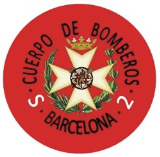 CUERPO DE BOMBEROS
S · BARCELONA · 2